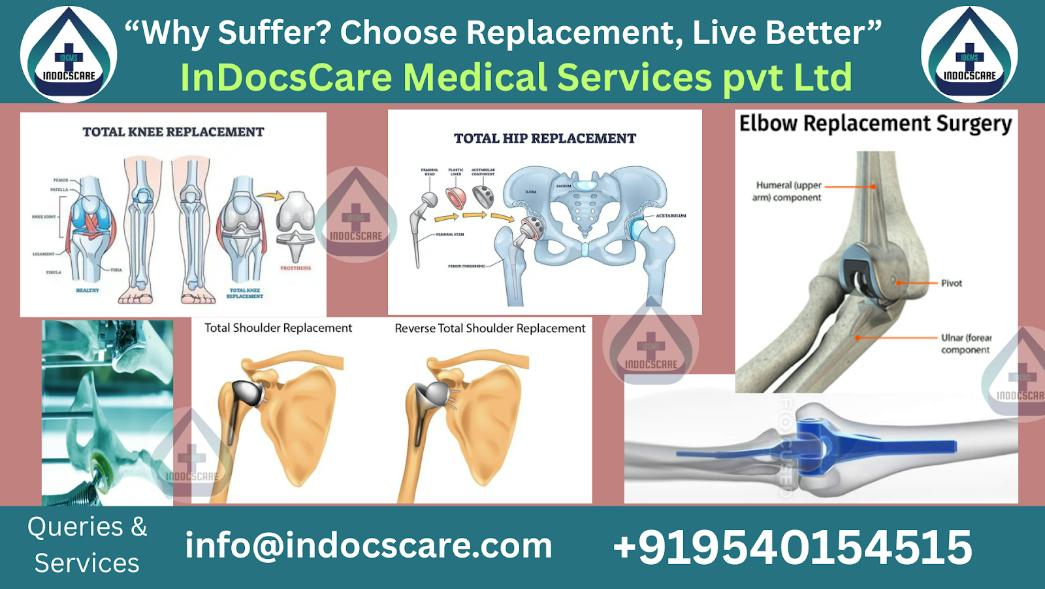 “Why Suffer? Choose Replacement, Live Better”
InDocsCare Medical Services pvt Ltd
INDOCSCARE
INDOCSCARE
TOTAL KNEE REPLACEMENT
FEMUR
PATELLA
KNEE JOINT
LIGAMENT
FIBULA
TIBIA
HEALTHY
TOTAL KNEE
REPLACEMENT
PROSTHESIS
TOTAL HIP REPLACEMENT
FEMORAL
HEAD
PLASTIC
LINER
ACETABULAR
COMPONENT
FEMORAL STEM
SACRUM
ACETABULUM
Elbow Replacement Surgery
Humeral (upper
arm) component
Pivot
Ulnar (forear
component
INDOCSCARE
Total Shoulder Replacement
Reverse Total Shoulder Replacement
INDOCSCARE
INDOCSCARE
INDOCSCAR
Queries &
Services
info@indocscare.com
+919540154515